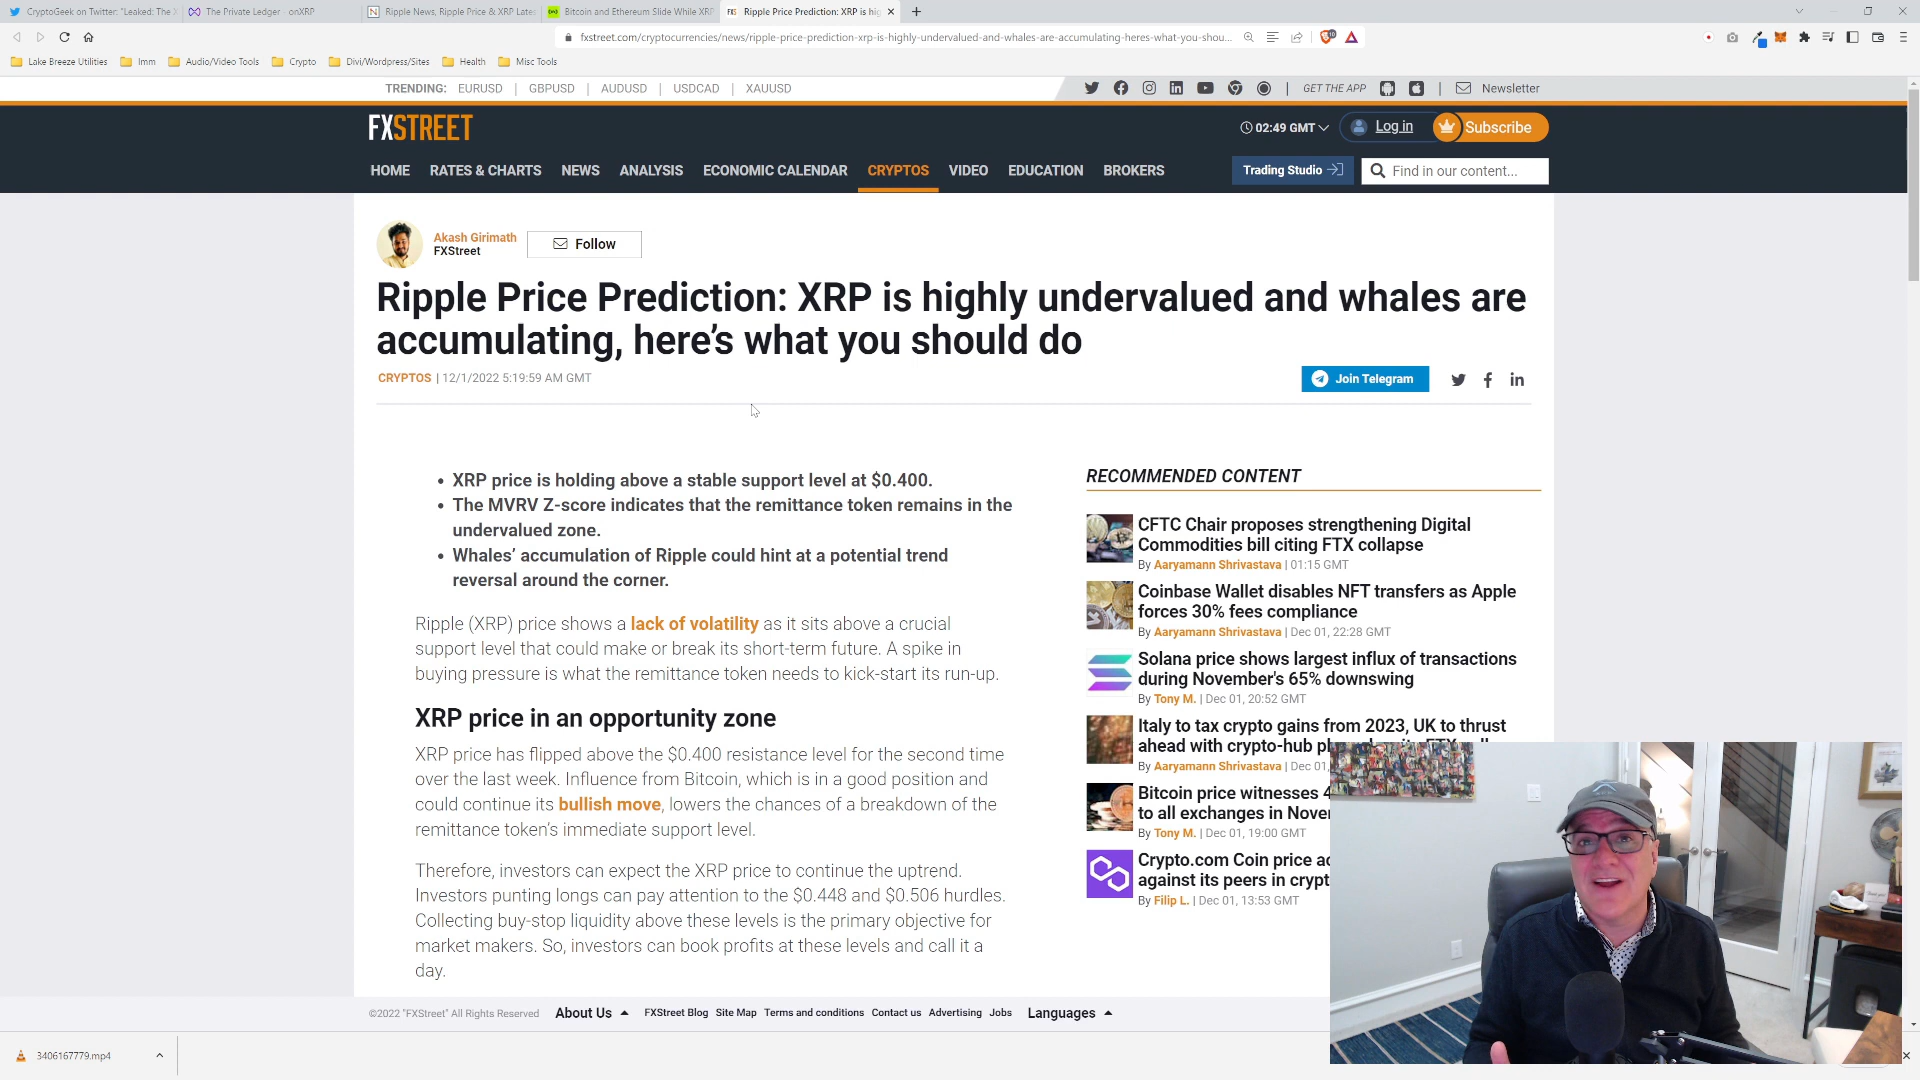 CryptoGeek on Twitter: "Leaked: The X
The Private Ledger - onXRP
Ripple News, Ripple Price & XRP Lates
Bitcoin and Ethereum Slide While XRP
FXS Ripple Price Prediction: XRP is hig
fxstreet.com/cryptocurrencies/news/ripple-price-prediction-xrp-is-highly-undervalued-and-whales-are-accumulating-heres-what-you-shou...
Lake Breeze Utilities
Imm
Audio/Video Tools
Crypto
Divi/Wordpress/Sites
Health
Misc Tools
TRENDING: EURUSD | GBPUSD | AUDUSD | USDCAD | XAUUSD
GET THE APP | Newsletter
FXSTREET
02:49 GMT
Log in
Subscribe
HOME RATES & CHARTS NEWS ANALYSIS ECONOMIC CALENDAR CRYPTOS VIDEO EDUCATION BROKERS
Trading Studio
Find in our content...
Akash Girimath
FXStreet
Follow
Ripple Price Prediction: XRP is highly undervalued and whales are
accumulating, here's what you should do
CRYPTOS | 12/1/2022 5:19:59 AM GMT
Join Telegram
• XRP price is holding above a stable support level at $0.400.
• The MVRV Z-score indicates that the remittance token remains in the
undervalued zone.
• Whales' accumulation of Ripple could hint at a potential trend
reversal around the corner.
Ripple (XRP) price shows a lack of volatility as it sits above a crucial
support level that could make or break its short-term future. A spike in
buying pressure is what the remittance token needs to kick-start its run-up.
XRP price in an opportunity zone
XRP price has flipped above the $0.400 resistance level for the second time
over the last week. Influence from Bitcoin, which is in a good position and
could continue its bullish move, lowers the chances of a breakdown of the
remittance token's immediate support level.
Therefore, investors can expect the XRP price to continue the uptrend.
Investors punting longs can pay attention to the $0.448 and $0.506 hurdles.
Collecting buy-stop liquidity above these levels is the primary objective for
market makers. So, investors can book profits at these levels and call it a
day.
RECOMMENDED CONTENT
CFTC Chair proposes strengthening Digital
Commodities bill citing FTX collapse
By Aaryamann Shrivastava | 01:15 GMT
Coinbase Wallet disables NFT transfers as Apple
forces 30% fees compliance
By Aaryamann Shrivastava | Dec 01, 22:28 GMT
Solana price shows largest influx of transactions
during November's 65% downswing
By Tony M. | Dec 01, 20:52 GMT
Italy to tax crypto gains from 2023, UK to thrust
ahead with crypto-hub
By Aaryamann Shrivastava | Dec 01,
Bitcoin price witnesses 4
to all exchanges in Nove
By Tony M. | Dec 01, 19:00 GMT
Crypto.com Coin price ac
against its peers in crypt
By Filip L. | Dec 01, 13:53 GMT
©2022 "FXStreet" All Rights Reserved
About Us
FXStreet Blog Site Map Terms and conditions Contact us Advertising Jobs
Languages
3406167779.mp4